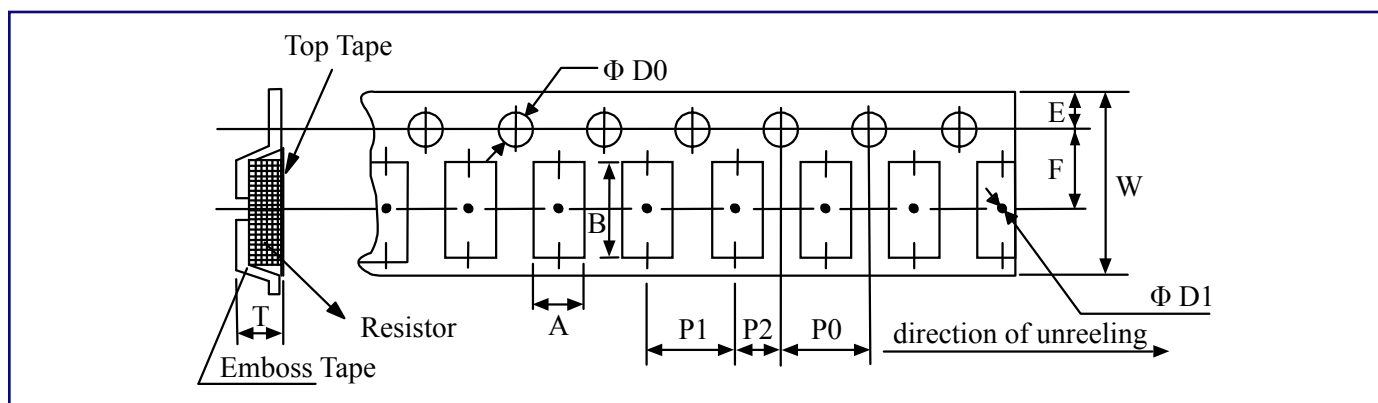 Top Tape
Φ D0
E
F
W
B
Φ D1
T
Resistor
A
P1
P2
P0
direction of unreeling
Emboss Tape